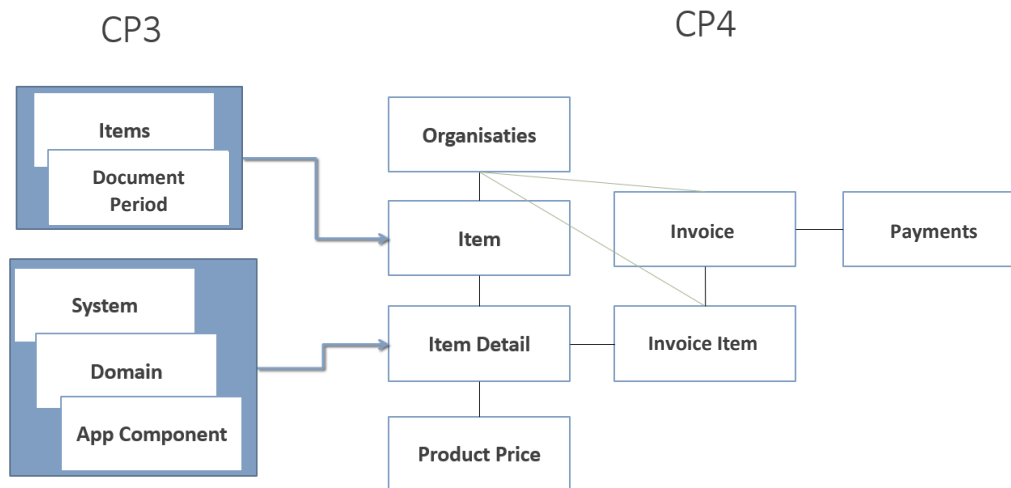 CP3
CP4
Items
Document
Period
System
Domain
App Component
Organisaties
Item
Item Detail
Product Price
Invoice
Invoice Item
Payments